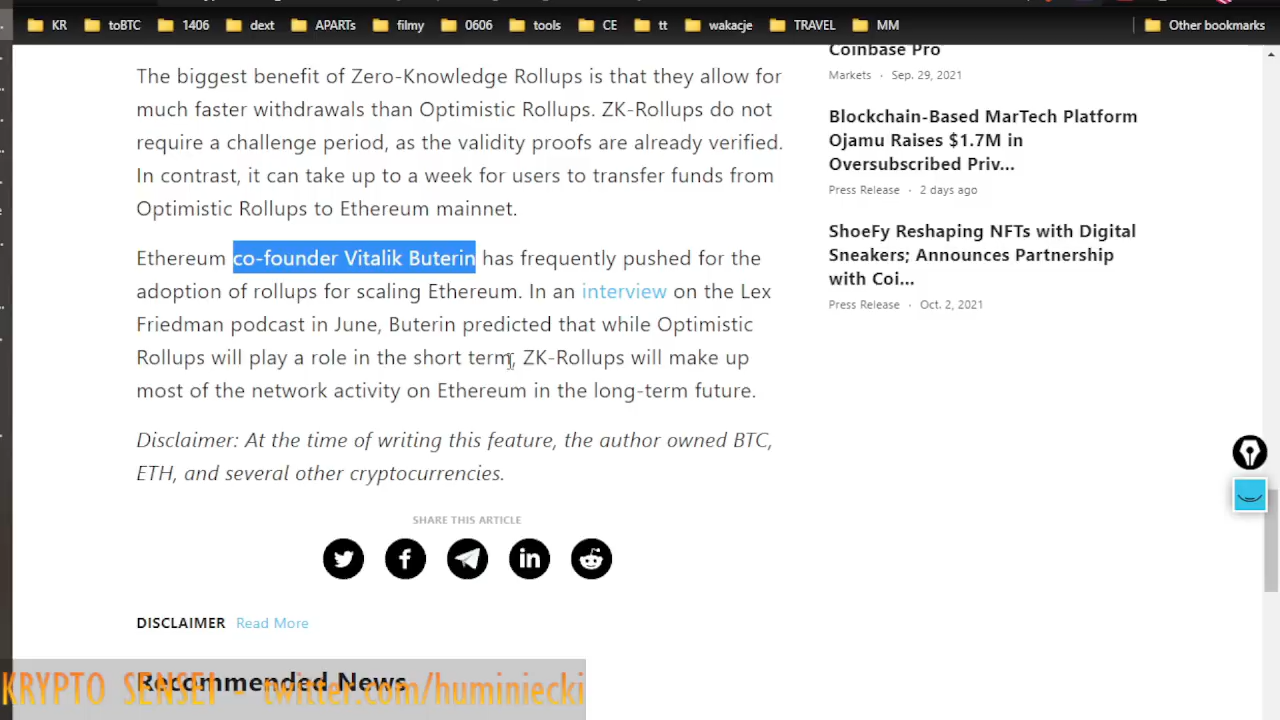 KR toBTC 1406 dext APARTs filmy 0606 tools CE tt wakacje TRAVEL MM Other bookmarks
The biggest benefit of Zero-Knowledge Rollups is that they allow for
much faster withdrawals than Optimistic Rollups. ZK-Rollups do not
require a challenge period, as the validity proofs are already verified.
In contrast, it can take up to a week for users to transfer funds from
Optimistic Rollups to Ethereum mainnet.
Ethereum co-founder Vitalik Buterin has frequently pushed for the
adoption of rollups for scaling Ethereum. In an interview on the Lex
Friedman podcast in June, Buterin predicted that while Optimistic
Rollups will play a role in the short term, ZK-Rollups will make up
most of the network activity on Ethereum in the long-term future.
Disclaimer: At the time of writing this feature, the author owned BTC,
ETH, and several other cryptocurrencies.
SHARE THIS ARTICLE
DISCLAIMER Read More
Recommended News
KRYPTO SENSEI - twitter.com/huminiecki
Coinbase Pro
Markets · Sep. 29, 2021
Blockchain-Based MarTech Platform
Ojamu Raises $1.7M in
Oversubscribed Priv...
Press Release · 2 days ago
ShoeFy Reshaping NFTs with Digital
Sneakers; Announces Partnership
with Coi...
Press Release · Oct. 2, 2021